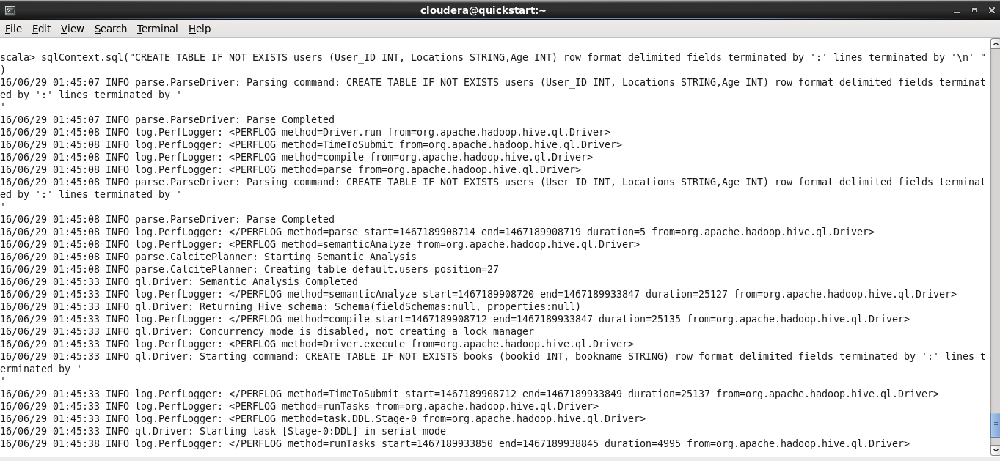 cloudera@quickstart:~
File Edit View Search Terminal Help
scala> sqlContext.sql("CREATE TABLE IF NOT EXISTS users (User_ID INT, Locations STRING,Age INT) row format delimited fields terminated by ':' lines terminated by '\n' "
)
16/06/29 01:45:07 INFO parse.ParseDriver: Parsing command: CREATE TABLE IF NOT EXISTS users (User_ID INT, Locations STRING,Age INT) row format delimited fields terminat
ed by ':' lines terminated by '
'
16/06/29 01:45:07 INFO parse.ParseDriver: Parse Completed
16/06/29 01:45:08 INFO log.PerfLogger: <PERFLOG method=Driver.run from=org.apache.hadoop.hive.ql.Driver>
16/06/29 01:45:08 INFO log.PerfLogger: <PERFLOG method=TimeToSubmit from=org.apache.hadoop.hive.ql.Driver>
16/06/29 01:45:08 INFO log.PerfLogger: <PERFLOG method=compile from=org.apache.hadoop.hive.ql.Driver>
16/06/29 01:45:08 INFO log.PerfLogger: <PERFLOG method=parse from=org.apache.hadoop.hive.ql.Driver>
16/06/29 01:45:08 INFO parse.ParseDriver: Parsing command: CREATE TABLE IF NOT EXISTS users (User_ID INT, Locations STRING,Age INT) row format delimited fields terminat
ed by ':' lines terminated by '
'
16/06/29 01:45:08 INFO parse.ParseDriver: Parse Completed
16/06/29 01:45:08 INFO log.PerfLogger: </PERFLOG method=parse start=1467189908714 end=1467189908719 duration=5 from=org.apache.hadoop.hive.ql.Driver>
16/06/29 01:45:08 INFO log.PerfLogger: <PERFLOG method=semanticAnalyze from=org.apache.hadoop.hive.ql.Driver>
16/06/29 01:45:08 INFO parse.CalcitePlanner: Starting Semantic Analysis
16/06/29 01:45:08 INFO parse.CalcitePlanner: Creating table default.users position=27
16/06/29 01:45:33 INFO ql.Driver: Semantic Analysis Completed
16/06/29 01:45:33 INFO log.PerfLogger: </PERFLOG method=semanticAnalyze start=1467189908720 end=1467189933847 duration=25127 from=org.apache.hadoop.hive.ql.Driver>
16/06/29 01:45:33 INFO ql.Driver: Returning Hive schema: Schema(fieldSchemas:null, properties:null)
16/06/29 01:45:33 INFO log.PerfLogger: </PERFLOG method=compile start=1467189908712 end=1467189933847 duration=25135 from=org.apache.hadoop.hive.ql.Driver>
16/06/29 01:45:33 INFO ql.Driver: Concurrency mode is disabled, not creating a lock manager
16/06/29 01:45:33 INFO log.PerfLogger: <PERFLOG method=Driver.execute from=org.apache.hadoop.hive.ql.Driver>
16/06/29 01:45:33 INFO ql.Driver: Starting command: CREATE TABLE IF NOT EXISTS books (bookid INT, bookname STRING) row format delimited fields terminated by ':' lines t
erminated by '
'
16/06/29 01:45:33 INFO log.PerfLogger: </PERFLOG method=TimeToSubmit start=1467189908712 end=1467189933849 duration=25137 from=org.apache.hadoop.hive.ql.Driver>
16/06/29 01:45:33 INFO log.PerfLogger: <PERFLOG method=runTasks from=org.apache.hadoop.hive.ql.Driver>
16/06/29 01:45:33 INFO log.PerfLogger: <PERFLOG method=task.DDL.Stage-0 from=org.apache.hadoop.hive.ql.Driver>
16/06/29 01:45:33 INFO ql.Driver: Starting task [Stage-0:DDL] in serial mode
16/06/29 01:45:38 INFO log.PerfLogger: </PERFLOG method=runTasks start=1467189933850 end=1467189938845 duration=4995 from=org.apache.hadoop.hive.ql.Driver>